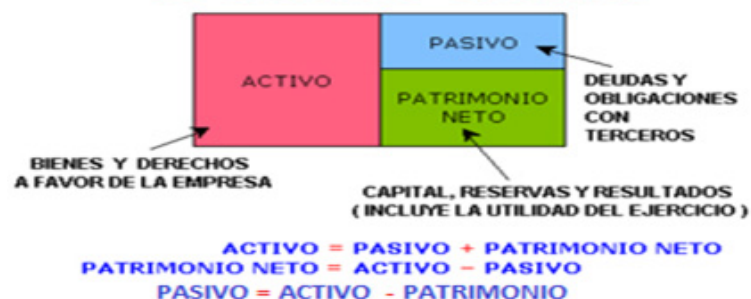 ACTIVO
PASIVO
PATRIMONIO
NETO
DEUDAS Y
OBLIGACIONES
CON
TERCEROS
BIENES Y DERECHOS
A FAVOR DE LA EMPRESA
CAPITAL, RESERVAS Y RESULTADOS
( INCLUYE LA UTILIDAD DEL EJERCICIO )
ACTIVO = PASIVO + PATRIMONIO NETO
PATRIMONIO NETO = ACTIVO - PASIVO
PASIVO = ACTIVO - PATRIMONIO